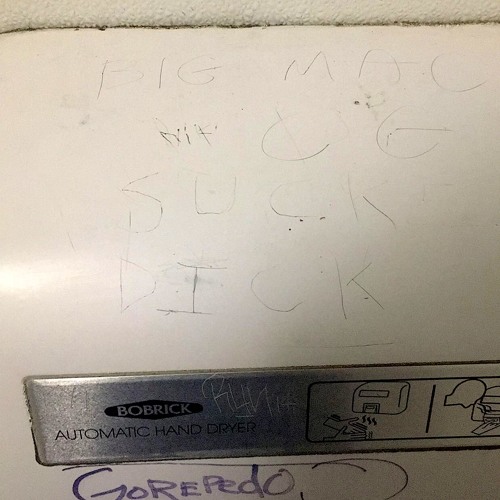 BIG MAC
SUCK
DICK
BOBRICK
AUTOMATIC HAND DRYER
GOREPEDO